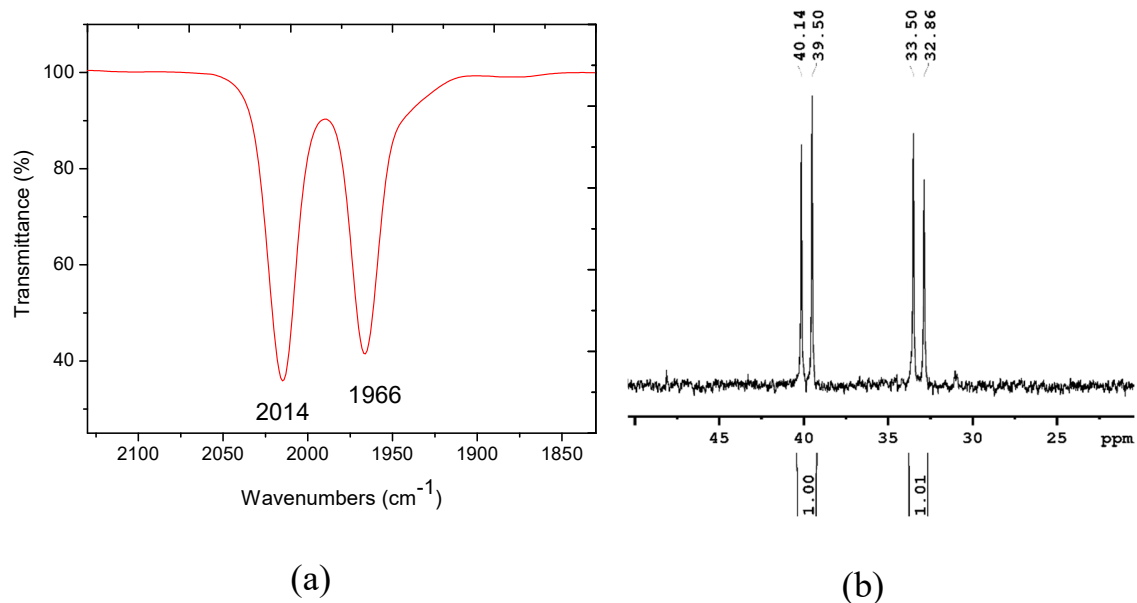 100
80
60
40
Transmittance (%)
2014
1966
2100 2050 2000 1950 1900 1850
Wavenumbers (cm⁻¹)
(a)
40.14
39.50
33.50
32.86
45 40 35 30 25 ppm
1.00
1.01
(b)